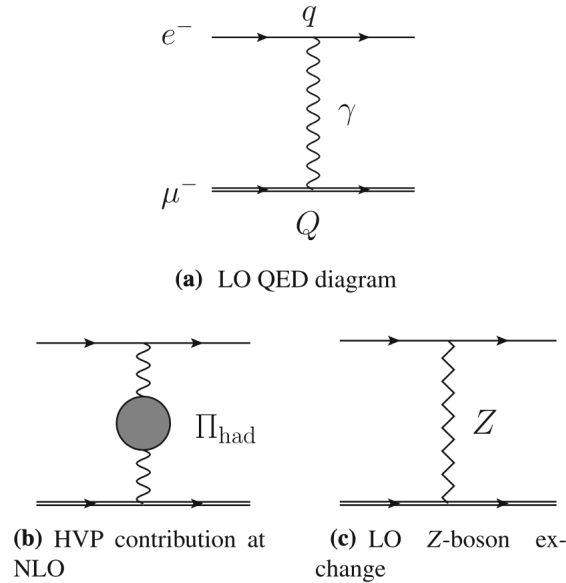 q
e⁻
γ
μ⁻
Q
(a) LO QED diagram
Πhad
Z
(b) HVP contribution at
NLO
(c) LO Z-boson ex-
change